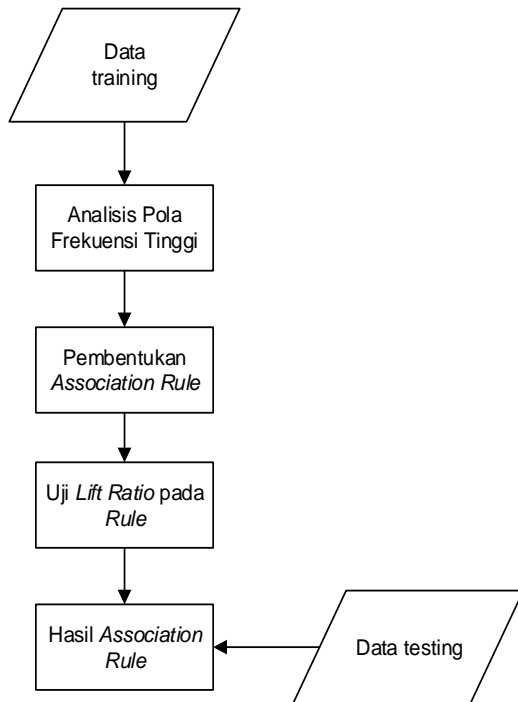 Data
training
Analisis Pola
Frekuensi Tinggi
Pembentukan
Association Rule
Uji Lift Ratio pada
Rule
Hasil Association
Rule
Data testing